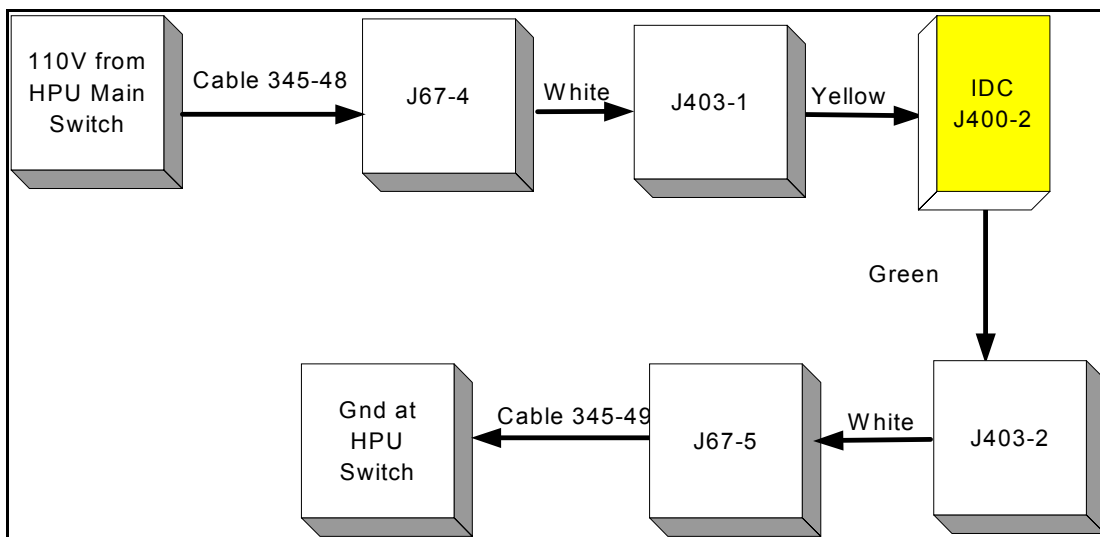 110V from
HPU Main
Switch
Cable 345-48
J67-4
White
J403-1
Yellow
IDC
J400-2
Green
J403-2
White
J67-5
Cable 345-49
Gnd at
HPU
Switch